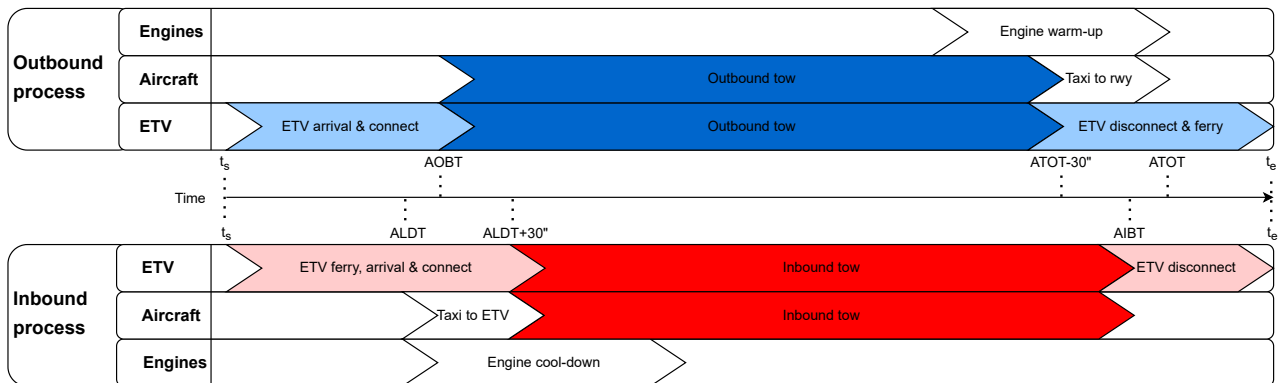 Outbound
process
Engines
Engine warm-up
Aircraft
Outbound tow
Taxi to rwy
ETV
ETV arrival & connect
Outbound tow
ETV disconnect & ferry
ts
AOBT
ATOT-30"
ATOT
te
Time
ts
ALDT
ALDT+30"
AIBT
te
Inbound
process
ETV
ETV ferry, arrival & connect
Inbound tow
ETV disconnect
Aircraft
Taxi to ETV
Inbound tow
Engines
Engine cool-down